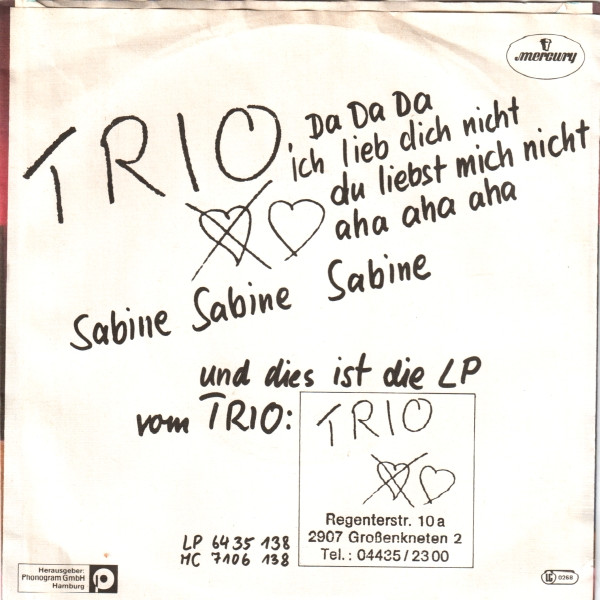 mercury
TRIO
Da Da Da
ich lieb dich nicht
du liebst mich nicht
aha aha aha
Sabine Sabine Sabine
und dies ist die LP
vom TRIO:
TRIO
Regenterstr. 10 a
2907 Großenkneten 2
Tel.: 04435/2300
LP 6435 138
MC 7106 138
Herausgeber:
Phonogram GmbH
Hamburg
p
LC 0268